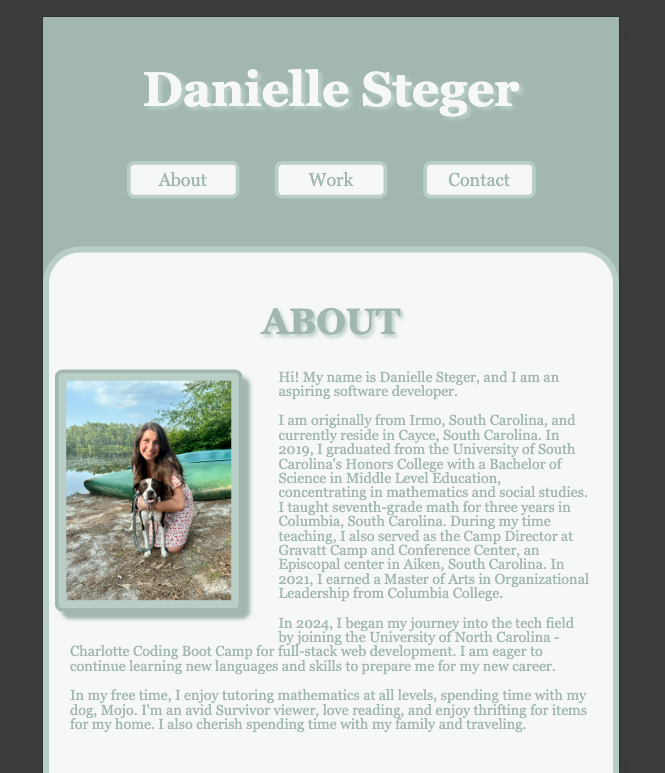 Danielle Steger
About
Work
Contact
ABOUT
Hi! My name is Danielle Steger, and I am an
aspiring software developer.
I am originally from Irmo, South Carolina, and
currently reside in Cayce, South Carolina. In
2019, I graduated from the University of South
Carolina's Honors College with a Bachelor of
Science in Middle Level Education,
concentrating in mathematics and social studies.
I taught seventh-grade math for three years in
Columbia, South Carolina. During my time
teaching, I also served as the Camp Director at
Gravatt Camp and Conference Center, an
Episcopal center in Aiken, South Carolina. In
2021, I earned a Master of Arts in Organizational
Leadership from Columbia College.
In 2024, I began my journey into the tech field
by joining the University of North Carolina -
Charlotte Coding Boot Camp for full-stack web development. I am eager to
continue learning new languages and skills to prepare me for my new career.
In my free time, I enjoy tutoring mathematics at all levels, spending time with my
dog, Mojo. I'm an avid Survivor viewer, love reading, and enjoy thrifting for items
for my home. I also cherish spending time with my family and traveling.